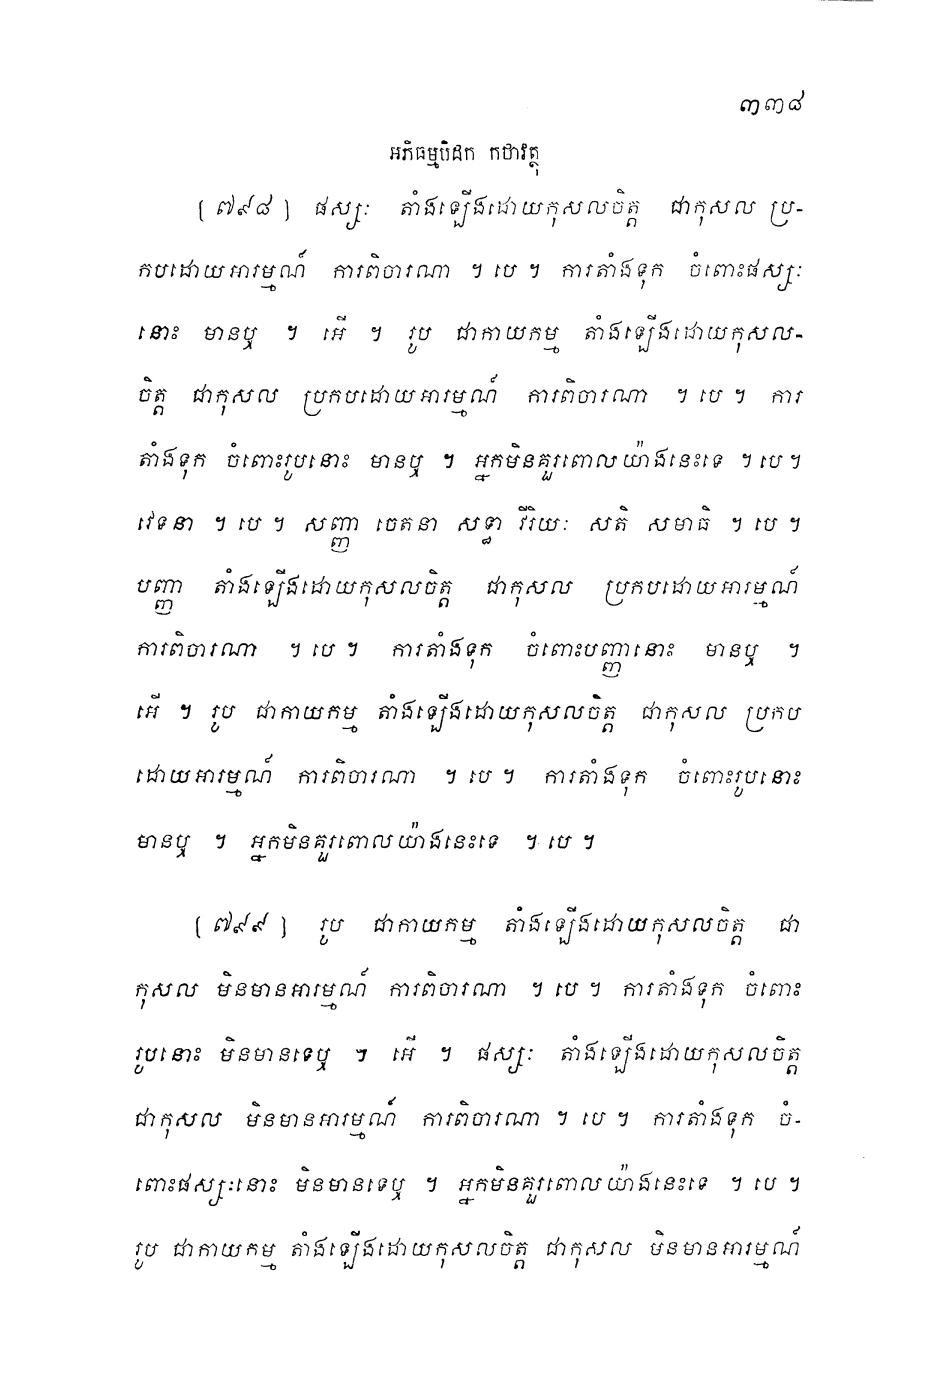 ៣៣៨
អភិធម្មបិដក កថាវត្ថុ
[៧៩៨] ផស្សៈ តាំងឡើងដោយកុសលចិត្ត ជាកុសល ប្រ-
កបដោយអារម្មណ៍ ការពិចារណា ។ បេ ។ ការតាំងទុក ចំពោះផស្សៈ
នោះ មានឬ ។ អើ ។ រូប ជាកាយកម្ម តាំងឡើងដោយកុសល-
ចិត្ត ជាកុសល ប្រកបដោយអារម្មណ៍ ការពិចារណា ។ បេ ។ ការ
តាំងទុក ចំពោះរូបនោះ មានឬ ។ អ្នកមិនគួរពោលយ៉ាងនេះទេ ។ បេ ។
វេទនា ។ បេ ។ សញ្ញា ចេតនា សទ្ធា វីរិយៈ សតិ សមាធិ ។ បេ ។
បញ្ញា តាំងឡើងដោយកុសលចិត្ត ជាកុសល ប្រកបដោយអារម្មណ៍
ការពិចារណា ។ បេ ។ ការតាំងទុក ចំពោះបញ្ញានោះ មានឬ ។
អើ ។ រូប ជាកាយកម្ម តាំងឡើងដោយកុសលចិត្ត ជាកុសល ប្រកប
ដោយអារម្មណ៍ ការពិចារណា ។ បេ ។ ការតាំងទុក ចំពោះរូបនោះ
មានឬ ។ អ្នកមិនគួរពោលយ៉ាងនេះទេ ។ បេ ។
[៧៩៩] រូប ជាកាយកម្ម តាំងឡើងដោយកុសលចិត្ត ជា
កុសល មិនមានអារម្មណ៍ ការពិចារណា ។ បេ ។ ការតាំងទុក ចំពោះ
រូបនោះ មិនមានទេឬ ។ អើ ។ ផស្សៈ តាំងឡើងដោយកុសលចិត្ត
ជាកុសល មិនមានអារម្មណ៍ ការពិចារណា ។ បេ ។ ការតាំងទុក ចំ-
ពោះផស្សៈនោះ មិនមានទេឬ ។ អ្នកមិនគួរពោលយ៉ាងនេះទេ ។ បេ ។
រូប ជាកាយកម្ម តាំងឡើងដោយកុសលចិត្ត ជាកុសល មិនមានអារម្មណ៍